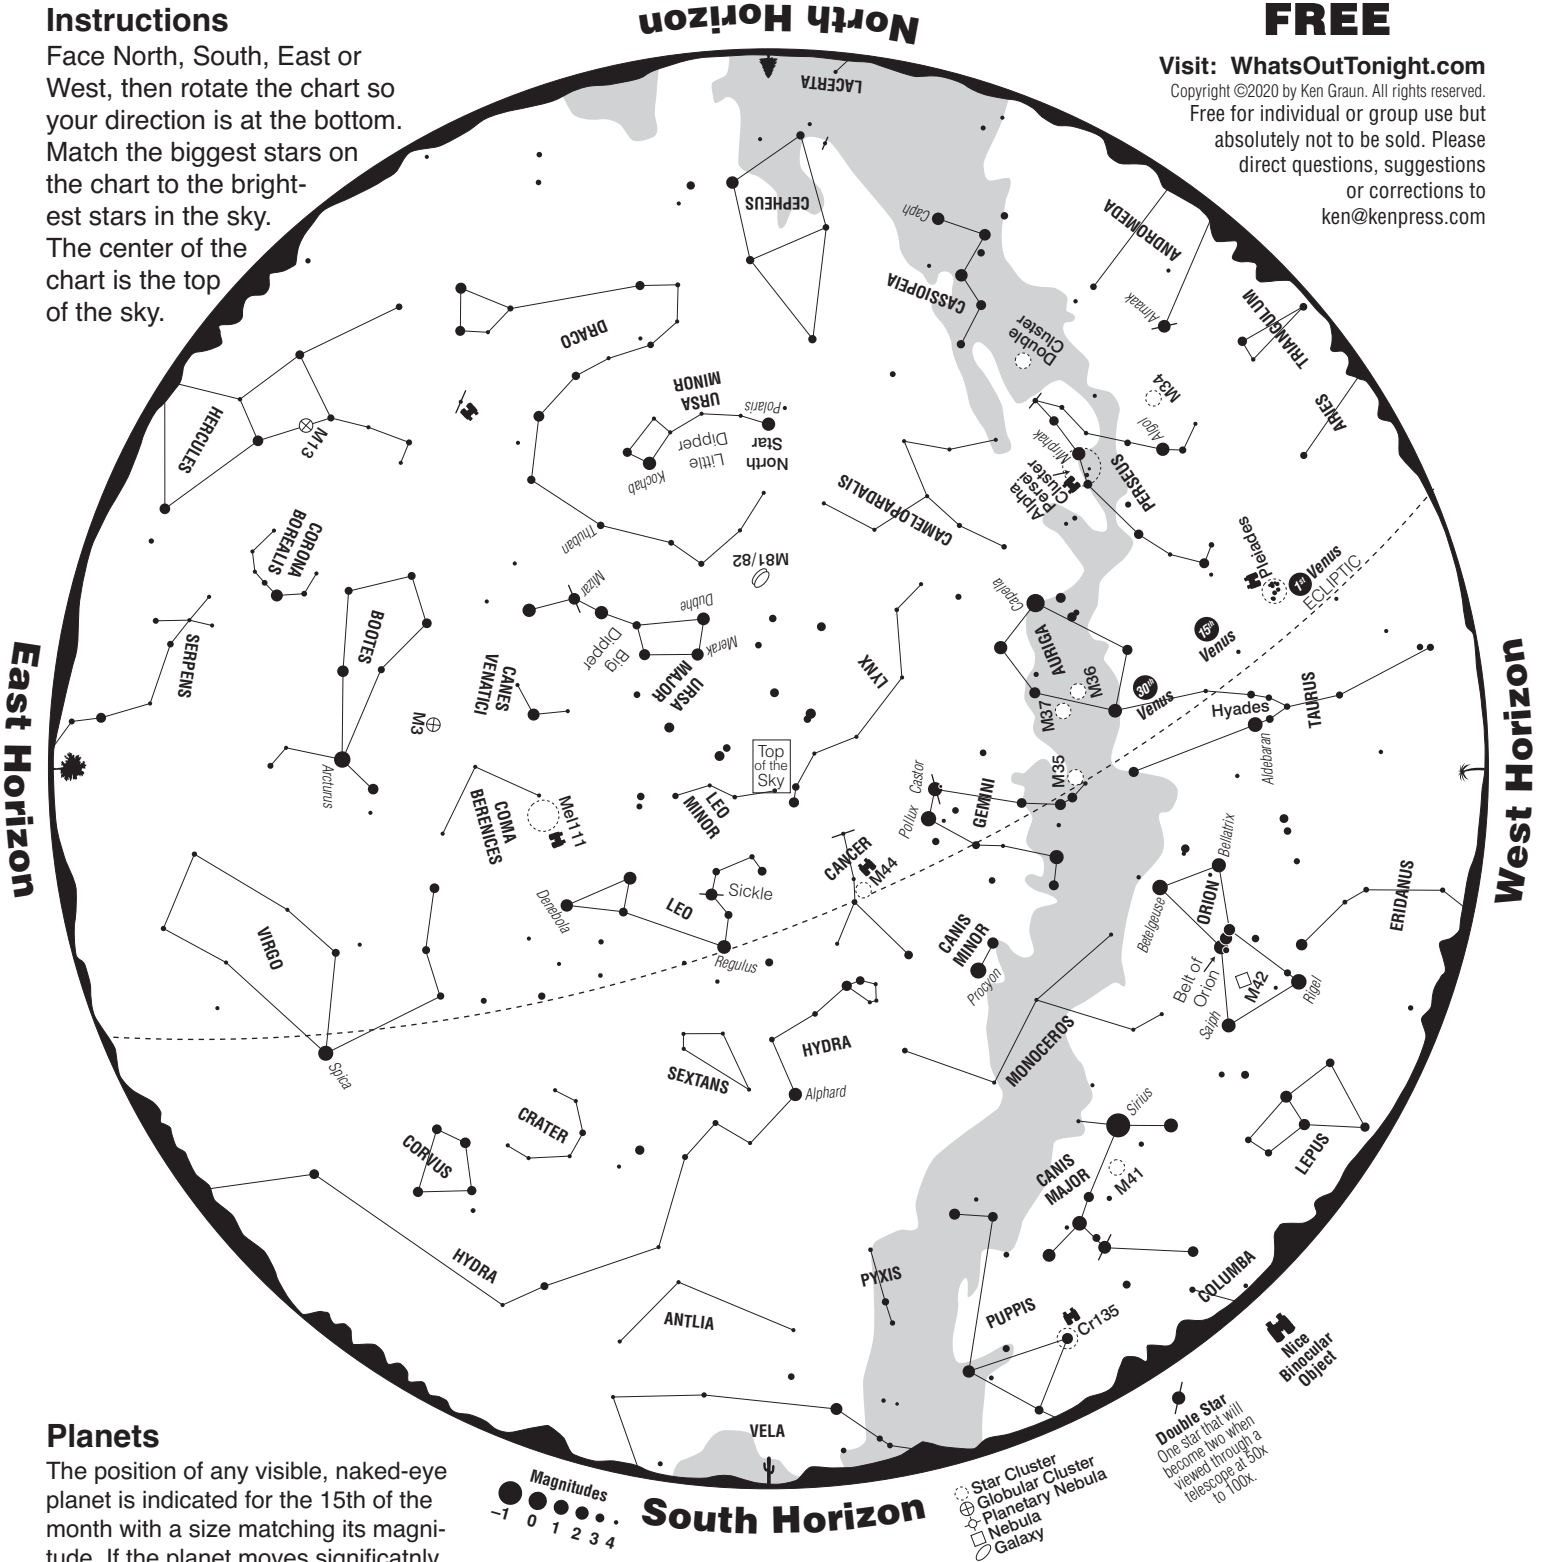 Instructions
Face North, South, East or
West, then rotate the chart so
your direction is at the bottom.
Match the biggest stars on
the chart to the bright-
est stars in the sky.
The center of the
chart is the top
of the sky.
North Horizon
FREE
Visit: WhatsOutTonight.com
Copyright ©2020 by Ken Graun. All rights reserved.
Free for individual or group use but
absolutely not to be sold. Please
direct questions, suggestions
or corrections to
ken@kenpress.com
LACERTA
CEPHEUS
Caph
CASSIOPEIA
ANDROMEDA
Almaak
TRIANGULUM
ARIES
Double
Cluster
M34
Algol
Mirphak
Alpha
Persei
Cluster
PERSEUS
DRACO
URSA
MINOR
Polaris
North
Star
Little
Dipper
Kochab
HERCULES
M13
CORONA
BOREALIS
Thuban
M81/82
CAMELOPARDALIS
Capella
Pleiades
1st
Venus
ECLIPTIC
15th
Venus
30th
Venus
Mizar
Dubhe
Merak
Big
Dipper
URSA
MAJOR
LYNX
AURIGA
M36
M37
M35
Hyades
TAURUS
Aldebaran
SERPENS
BOOTES
CANES
VENATICI
M3
Arcturus
East Horizon
West Horizon
Top
of the
Sky
LEO
MINOR
COMA
BERENICES
Mel111
Castor
Pollux
GEMINI
CANCER
M44
Bellatrix
ORION
Betelgeuse
Belt of
Orion
M42
Rigel
Saiph
ERIDANUS
Denebola
LEO
Sickle
Regulus
VIRGO
Spica
CANIS
MINOR
Procyon
MONOCEROS
HYDRA
Alphard
SEXTANS
CRATER
CORVUS
Sirius
CANIS
MAJOR
M41
LEPUS
COLUMBA
HYDRA
ANTLIA
PYXIS
PUPPIS
Cr135
VELA
Nice
Binocular
Object
Double Star
One star that will
become two when
viewed through a
telescope at 50x
to 100x.
Planets
The position of any visible, naked-eye
planet is indicated for the 15th of the
month with a size matching its magni-
tude. If the planet moves significatnly
Magnitudes
–1 0 1 2 3 4
South Horizon
Star Cluster
Globular Cluster
Planetary Nebula
Nebula
Galaxy